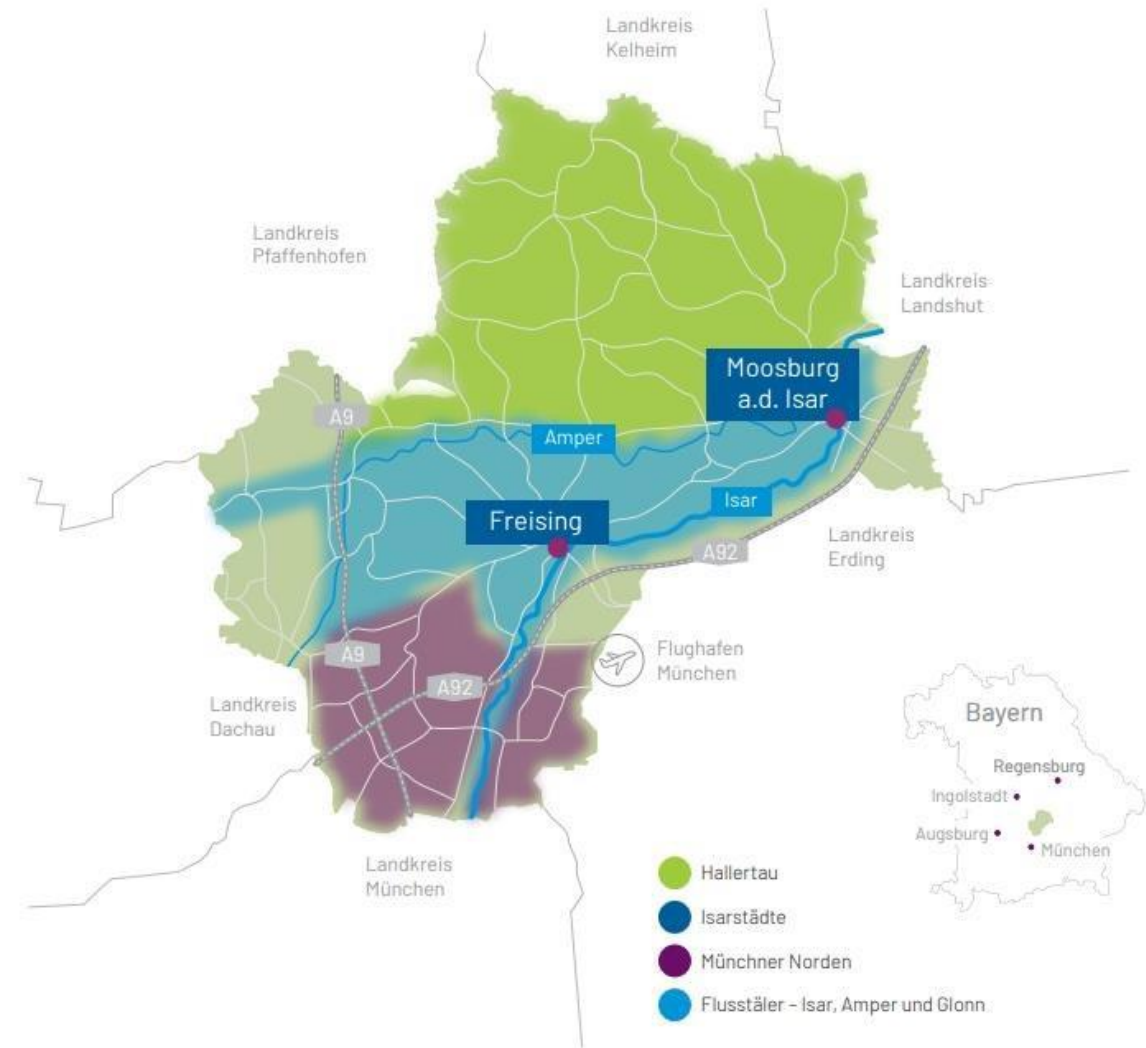 Landkreis
Kelheim
Landkreis
Pfaffenhofen
Landkreis
Landshut
Moosburg
a.d. Isar
A9
Amper
Isar
Freising
A92
Landkreis
Erding
Flughafen
München
A9
A92
Landkreis
Dachau
Landkreis
München
Bayern
Regensburg
Ingolstadt
Augsburg
München
Hallertau
Isarstädte
Münchner Norden
Flusstäler – Isar, Amper und Glonn